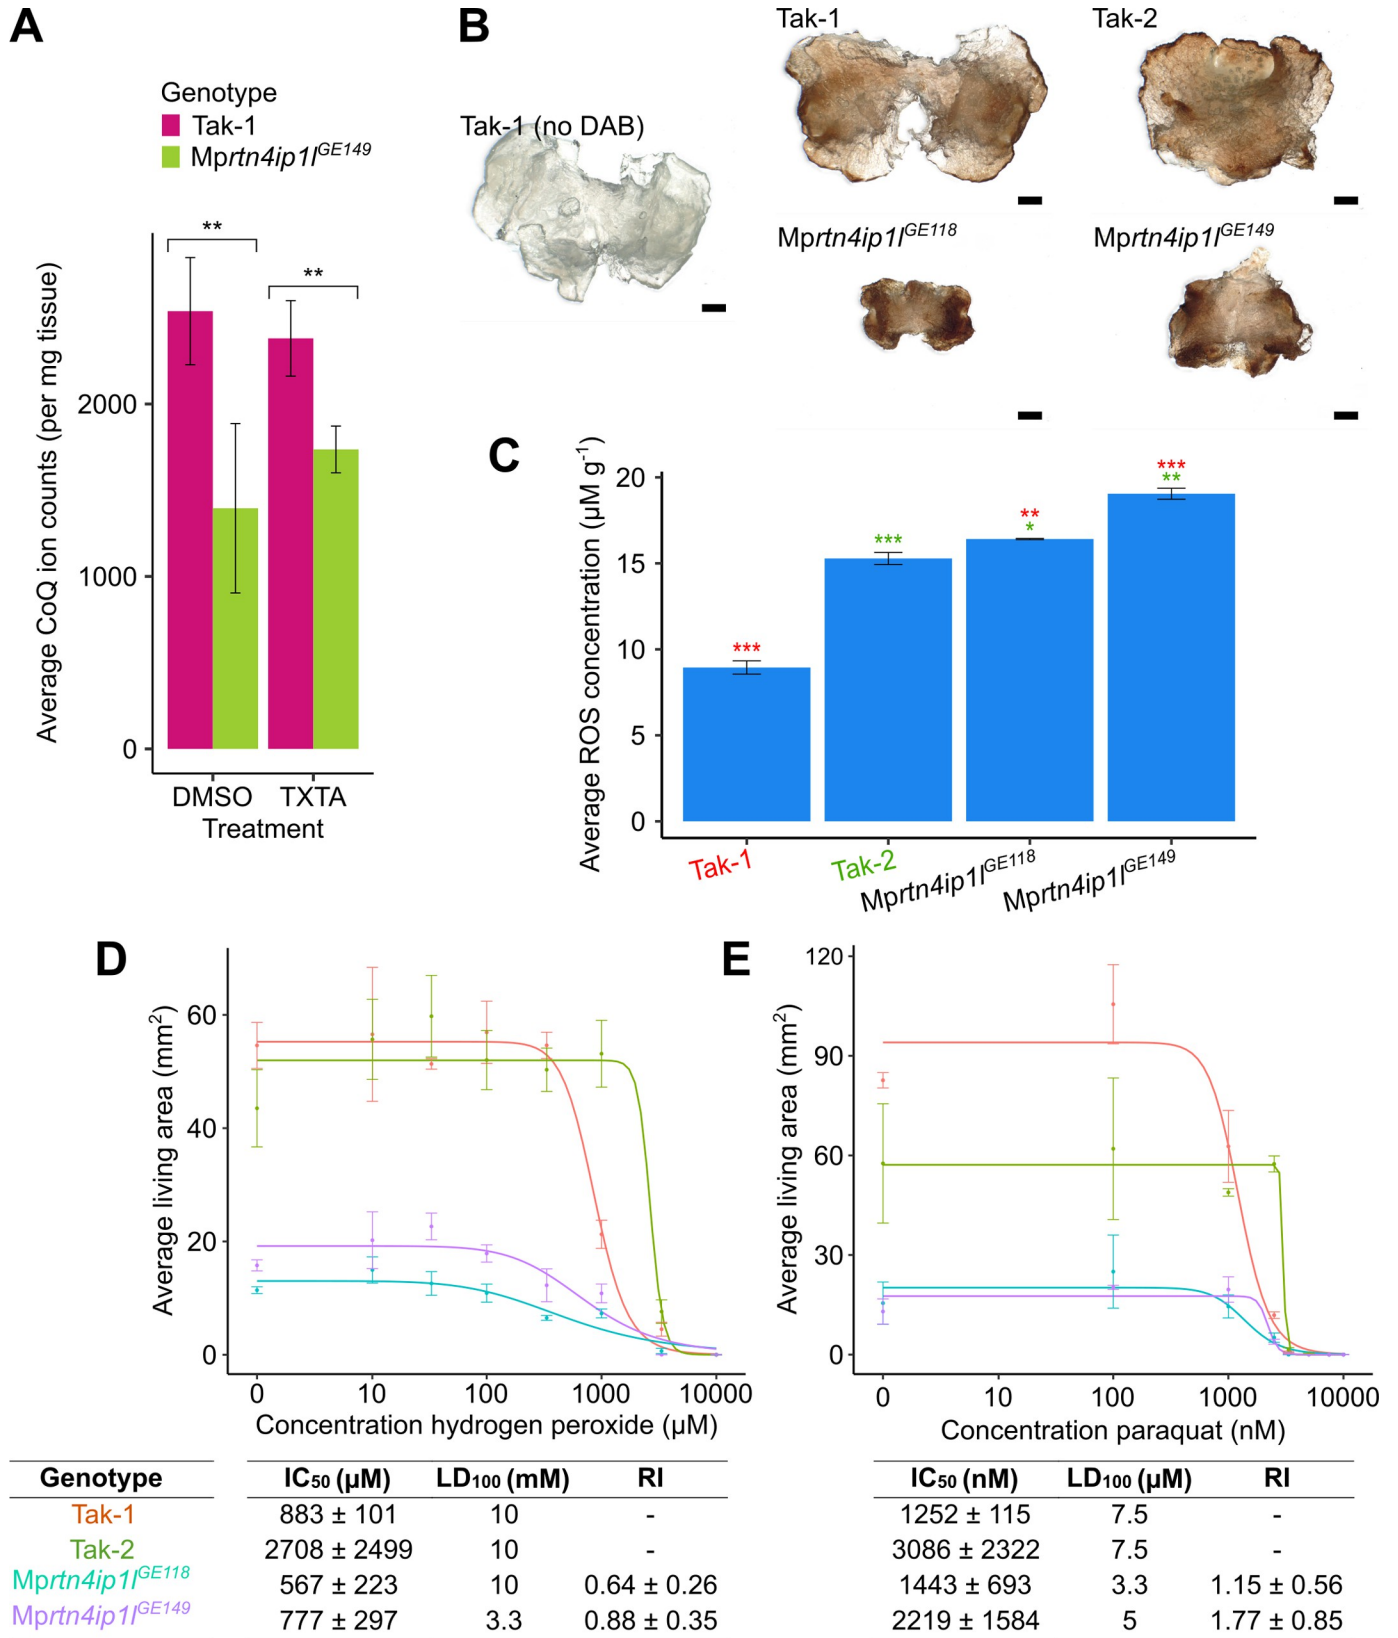 A
Genotype
Tak-1
Mprtn4ip1l^GE149
**
**
Average CoQ ion counts (per mg tissue)
2000
1000
0
DMSO
TXTA
Treatment
B
Tak-1 (no DAB)
Tak-1
Tak-2
Mprtn4ip1l^GE118
Mprtn4ip1l^GE149
C
Average ROS concentration (µM g⁻¹)
20
15
10
5
0
***
***
**
*
***
**
Tak-1
Tak-2
Mprtn4ip1l^GE118
Mprtn4ip1l^GE149
D
Average living area (mm²)
60
40
20
0
0 10 100 1000 10000
Concentration hydrogen peroxide (µM)
E
Average living area (mm²)
120
90
60
30
0
0 10 100 1000 10000
Concentration paraquat (nM)
Genotype IC₅₀ (µM) LD₁₀₀ (mM) RI IC₅₀ (nM) LD₁₀₀ (µM) RI
Tak-1 883 ± 101 10 - 1252 ± 115 7.5 -
Tak-2 2708 ± 2499 10 - 3086 ± 2322 7.5 -
Mprtn4ip1l^GE118 567 ± 223 10 0.64 ± 0.26 1443 ± 693 3.3 1.15 ± 0.56
Mprtn4ip1l^GE149 777 ± 297 3.3 0.88 ± 0.35 2219 ± 1584 5 1.77 ± 0.85